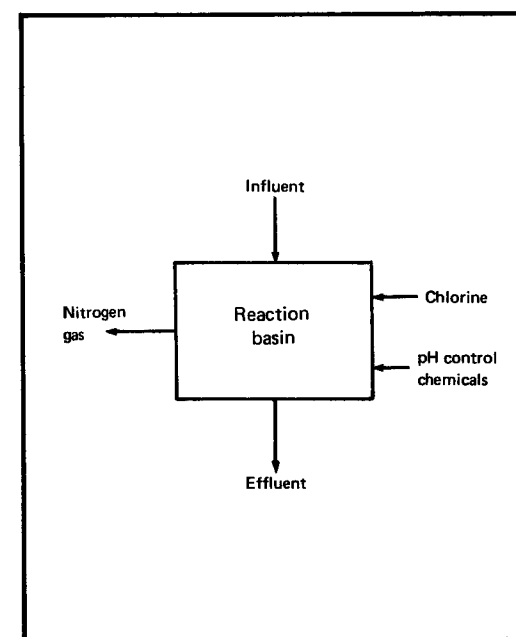 Influent
Nitrogen
gas
Reaction
basin
Chlorine
pH control
chemicals
Effluent